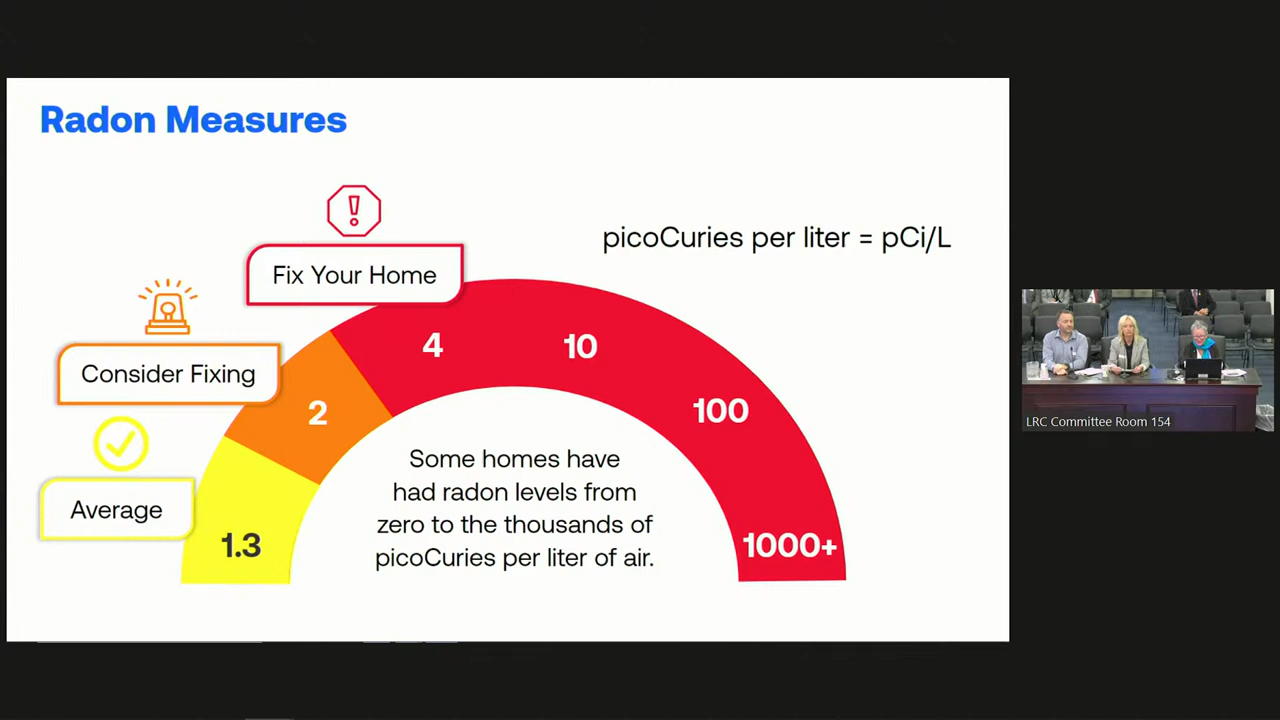 Radon Measures
picoCuries per liter = pCi/L
Fix Your Home
Consider Fixing
Average
1.3
2
4
10
100
1000+
Some homes have
had radon levels from
zero to the thousands of
picoCuries per liter of air.
LRC Committee Room 154